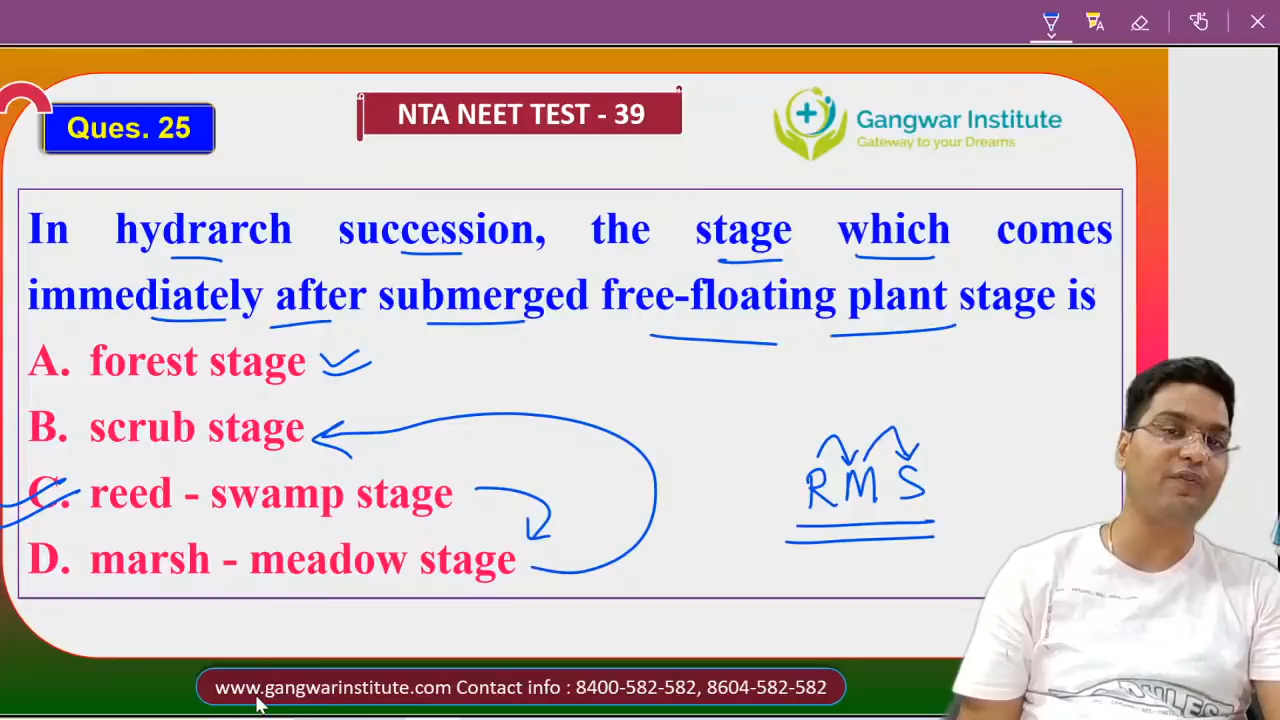 Ques. 25
NTA NEET TEST - 39
Gangwar Institute
Gateway to your Dreams
In hydrarch succession, the stage which comes
immediately after submerged free-floating plant stage is
A. forest stage
B. scrub stage
C. reed - swamp stage
D. marsh - meadow stage
R M S
www.gangwarinstitute.com Contact info : 8400-582-582, 8604-582-582